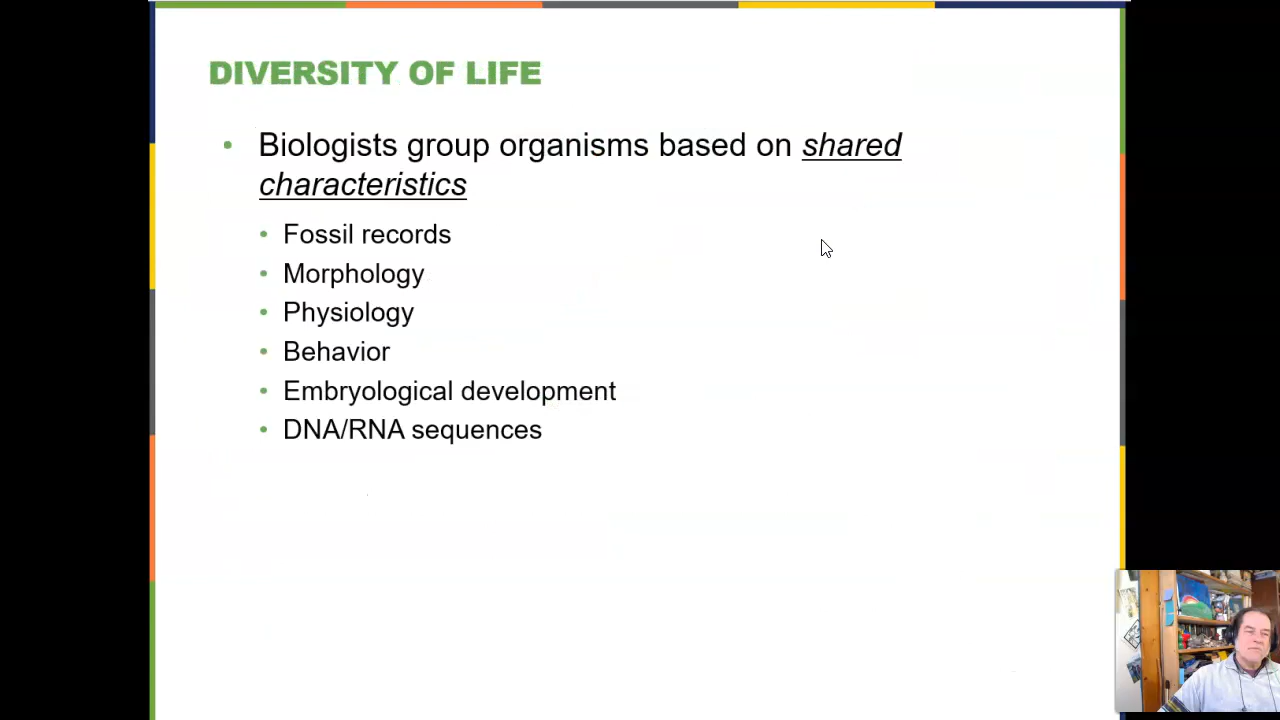 DIVERSITY OF LIFE
• Biologists group organisms based on shared
characteristics
• Fossil records
• Morphology
• Physiology
• Behavior
• Embryological development
• DNA/RNA sequences